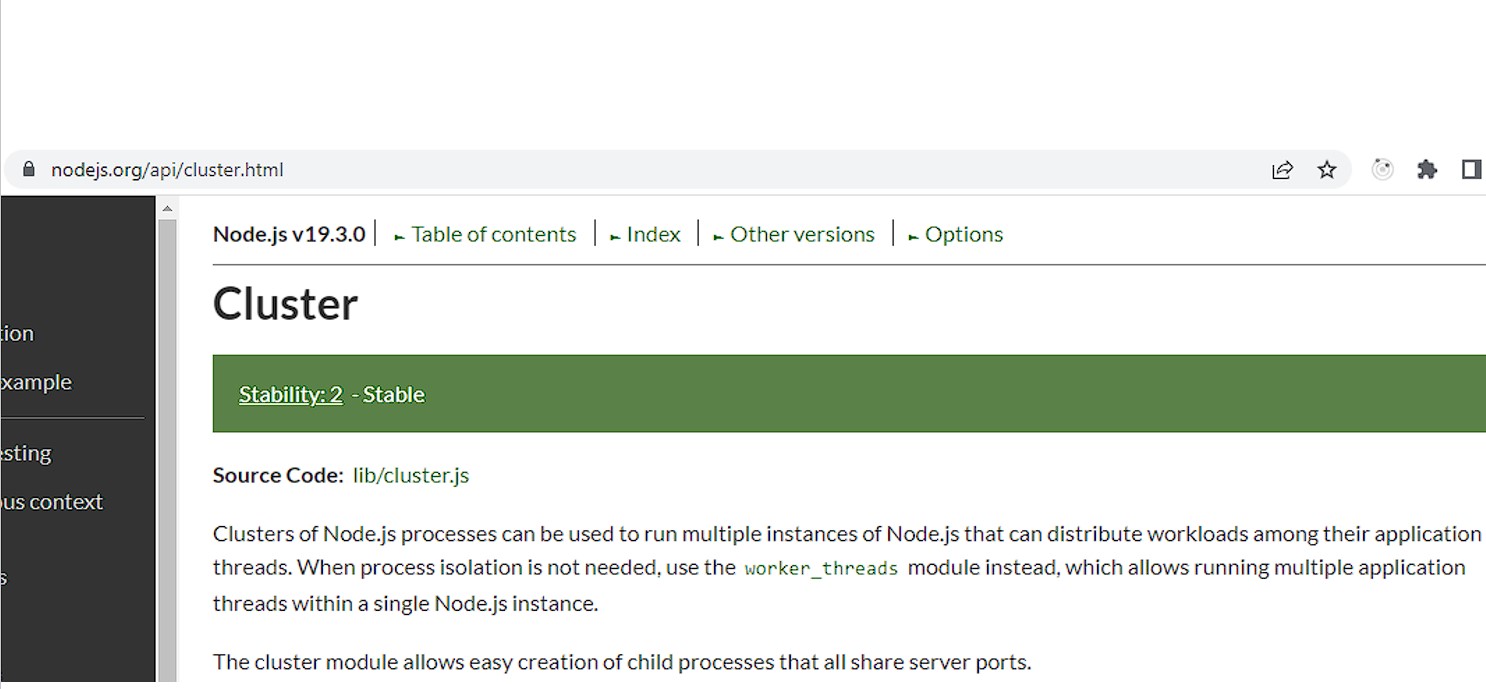 nodejs.org/api/cluster.html
Node.js v19.3.0 Table of contents Index Other versions Options
Cluster
tion
xample
Stability: 2 - Stable
esting
Source Code: lib/cluster.js
ous context
Clusters of Node.js processes can be used to run multiple instances of Node.js that can distribute workloads among their application
threads. When process isolation is not needed, use the worker_threads module instead, which allows running multiple application
s
threads within a single Node.js instance.
The cluster module allows easy creation of child processes that all share server ports.